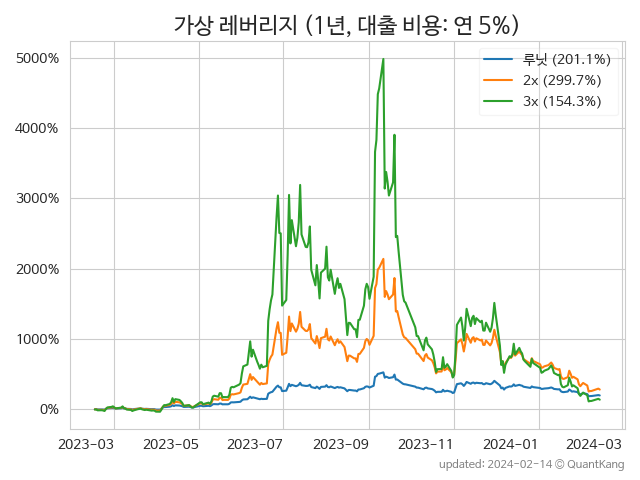 가상 레버리지 (1년, 대출 비용: 연 5%)
루닛 (201.1%)
2x (299.7%)
3x (154.3%)
5000%
4000%
3000%
2000%
1000%
0%
2023-03 2023-05 2023-07 2023-09 2023-11 2024-01 2024-03
updated: 2024-02-14 © QuantKang